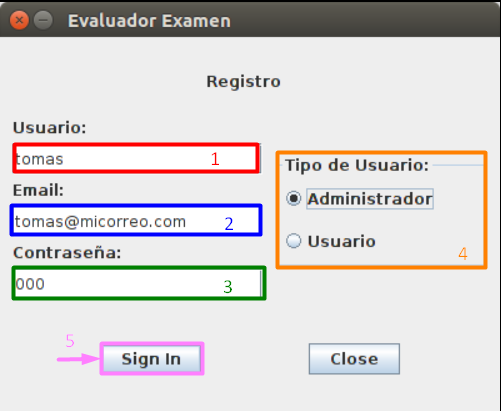 Evaluador Examen
Registro
Usuario:
tomas 1
Email:
tomas@micorreo.com 2
Contraseña:
000 3
Tipo de Usuario:
Administrador
Usuario
4
5
Sign In
Close